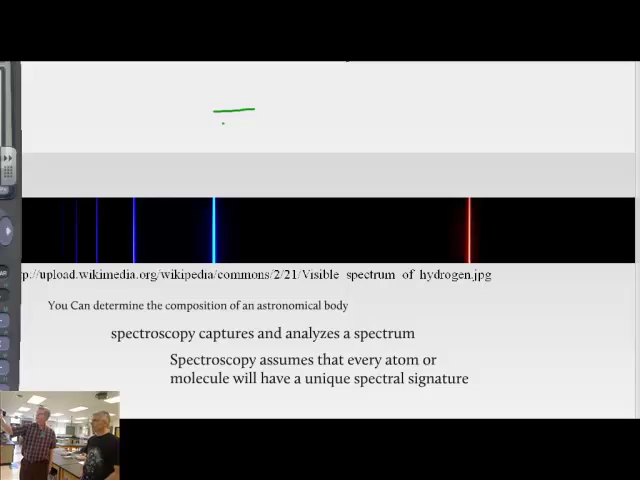 p://upload.wikimedia.org/wikipedia/commons/2/21/Visible_spectrum_of_hydrogen.jpg
You Can determine the composition of an astronomical body
spectroscopy captures and analyzes a spectrum
Spectroscopy assumes that every atom or
molecule will have a unique spectral signature